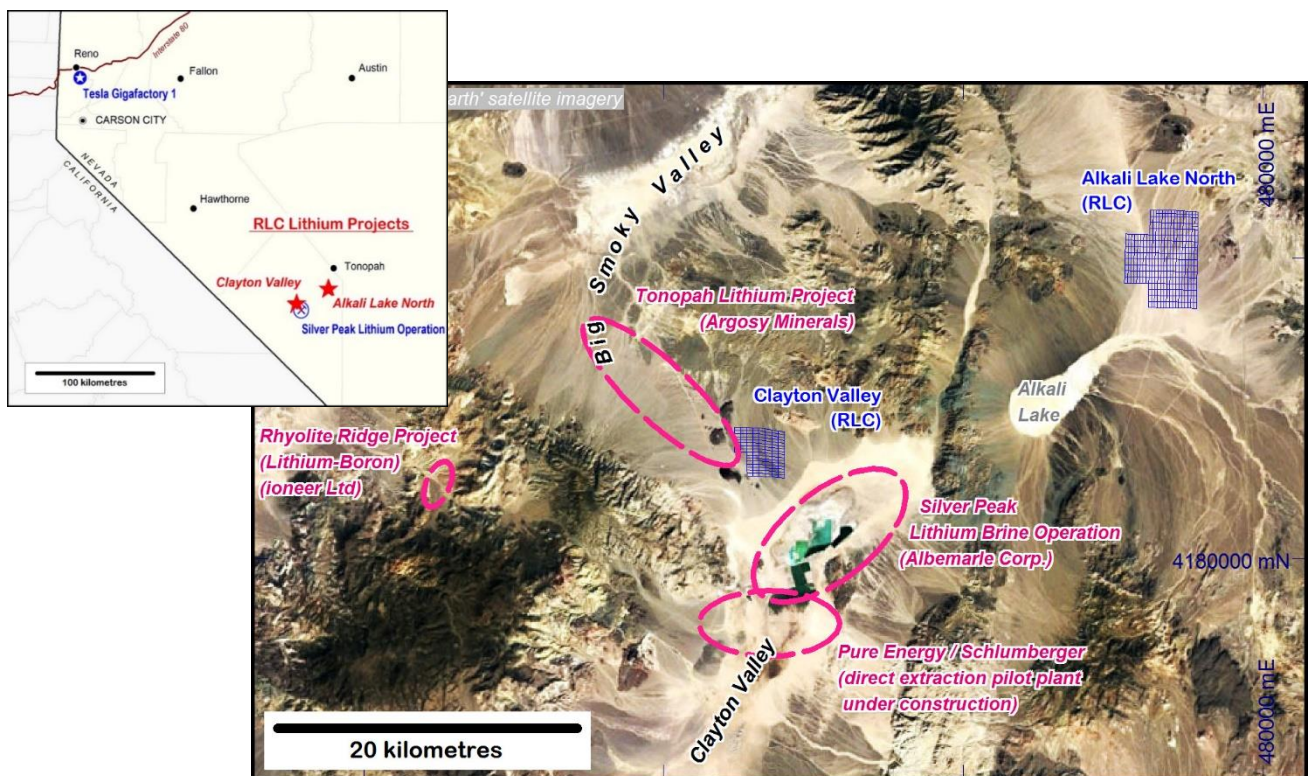 Interstate 80
Reno
Fallon
Austin
Tesla Gigafactory 1
CARSON CITY
NEVADA
CALIFORNIA
Hawthorne
RLC Lithium Projects
Tonopah
Clayton Valley
Alkali Lake North
Silver Peak Lithium Operation
100 kilometres
arth' satellite imagery
480000 mE
Big Smoky Valley
Alkali Lake North
(RLC)
Tonopah Lithium Project
(Argosy Minerals)
Alkali
Lake
Clayton Valley
(RLC)
Rhyolite Ridge Project
(Lithium-Boron)
(ioneer Ltd)
Silver Peak
Lithium Brine Operation
(Albemarle Corp.)
4180000 mN
Pure Energy / Schlumberger
(direct extraction pilot plant
under construction)
Clayton Valley
480000 mE
20 kilometres